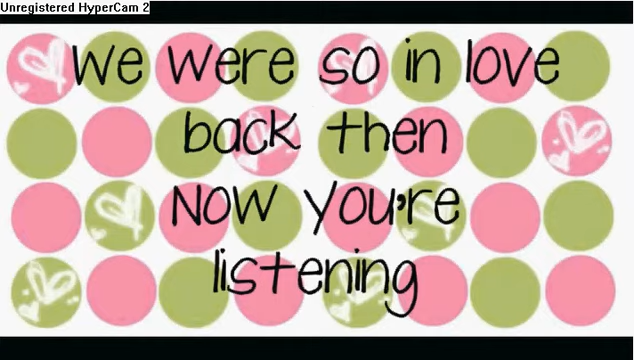 Unregistered HyperCam 2
we were so in love
back then
NOW YOU're
listening